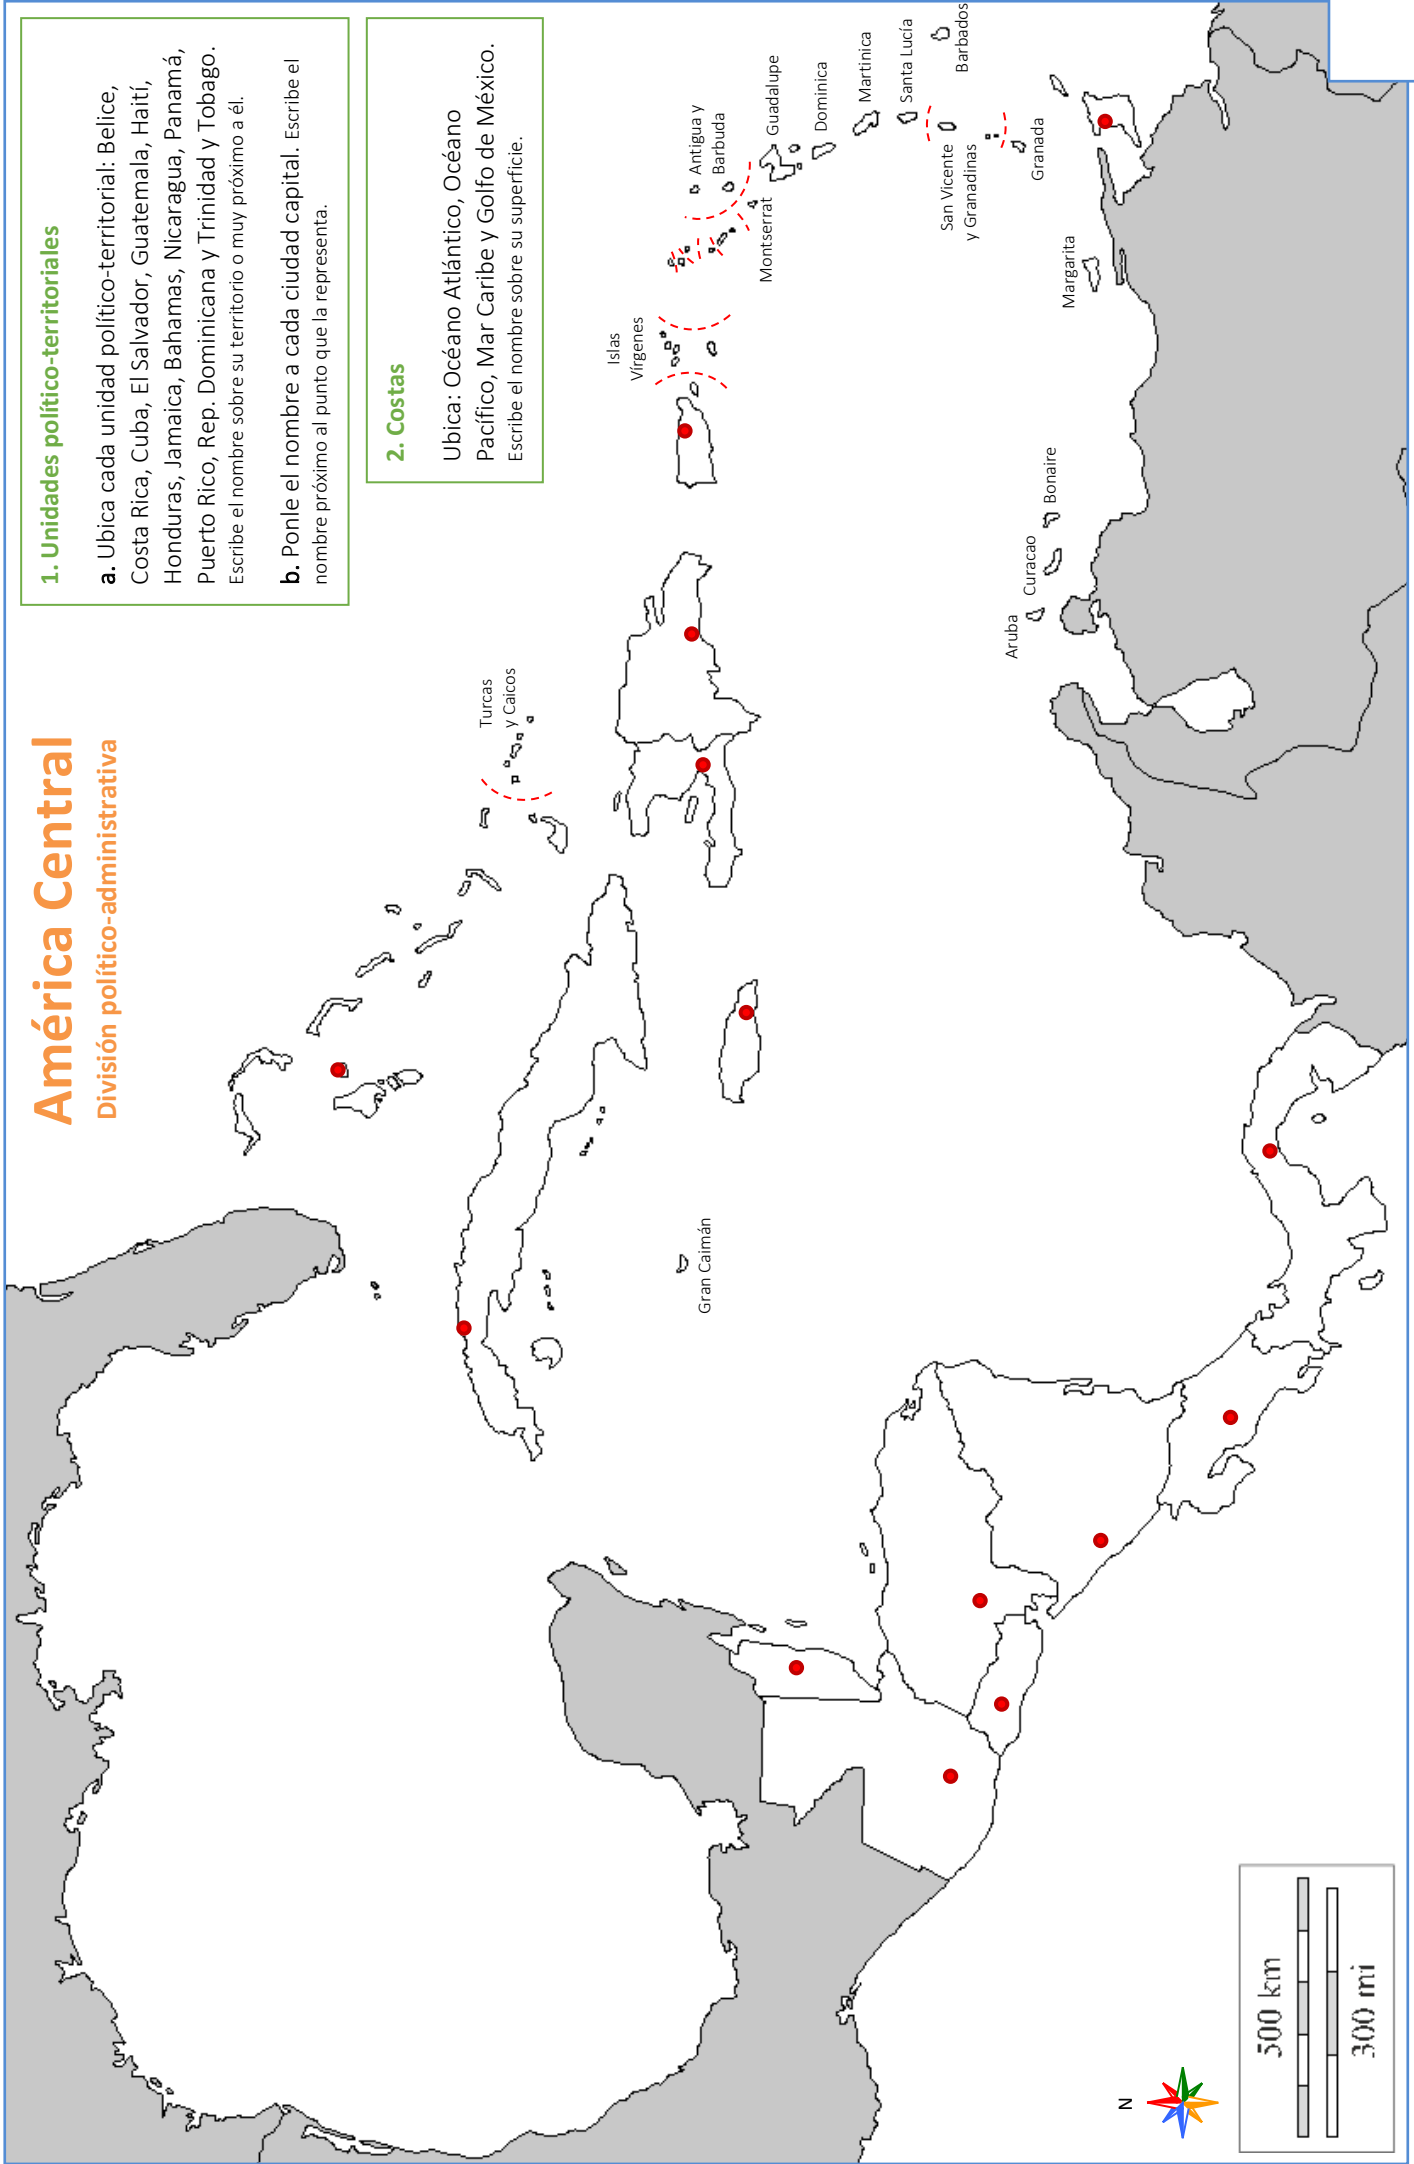 América Central
División político-administrativa
1. Unidades político-territoriales
a. Ubica cada unidad político-territorial: Belice,
Costa Rica, Cuba, El Salvador, Guatemala, Haití,
Honduras, Jamaica, Bahamas, Nicaragua, Panamá,
Puerto Rico, Rep. Dominicana y Trinidad y Tobago.
Escribe el nombre sobre su territorio o muy próximo a él.
b. Ponle el nombre a cada ciudad capital. Escribe el
nombre próximo al punto que la representa.
2. Costas
Ubica: Océano Atlántico, Océano
Pacífico, Mar Caribe y Golfo de México.
Escribe el nombre sobre su superficie.
Turcas
y Caicos
Islas
Vírgenes
Antigua y
Barbuda
Guadalupe
Montserrat
Dominica
Martinica
Santa Lucía
Barbados
San Vicente
y Granadinas
Granada
Margarita
Gran Caimán
Aruba
Curacao
Bonaire
N
500 km
300 mi